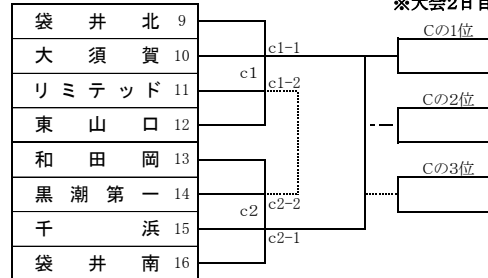 ※大会2日目
袋井北 9
大須賀 10
リミテッド 11
東山口 12
和田岡 13
黒潮第一 14
千浜 15
袋井南 16
c1
c1-1
c1-2
c2
c2-2
c2-1
Cの1位
Cの2位
Cの3位